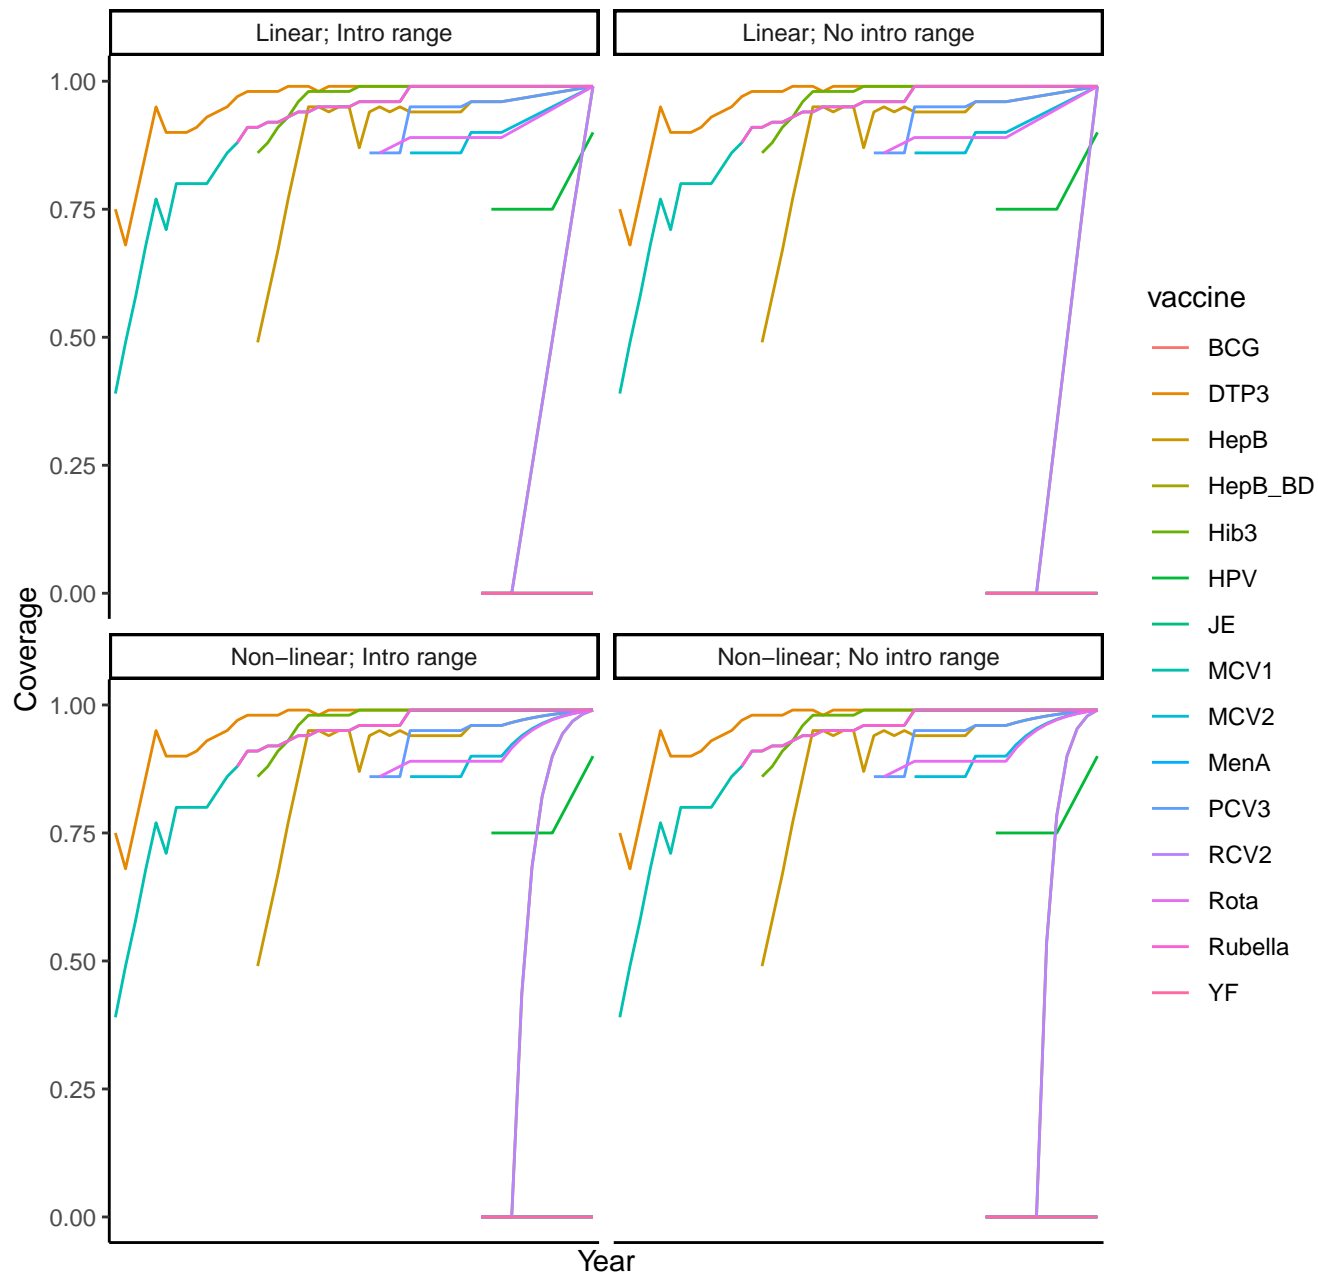 Linear; Intro range
Linear; No intro range
1.00
0.75
0.50
0.25
0.00
Non−linear; Intro range
Non−linear; No intro range
1.00
0.75
0.50
0.25
0.00
Coverage
Year
vaccine
BCG
DTP3
HepB
HepB_BD
Hib3
HPV
JE
MCV1
MCV2
MenA
PCV3
RCV2
Rota
Rubella
YF